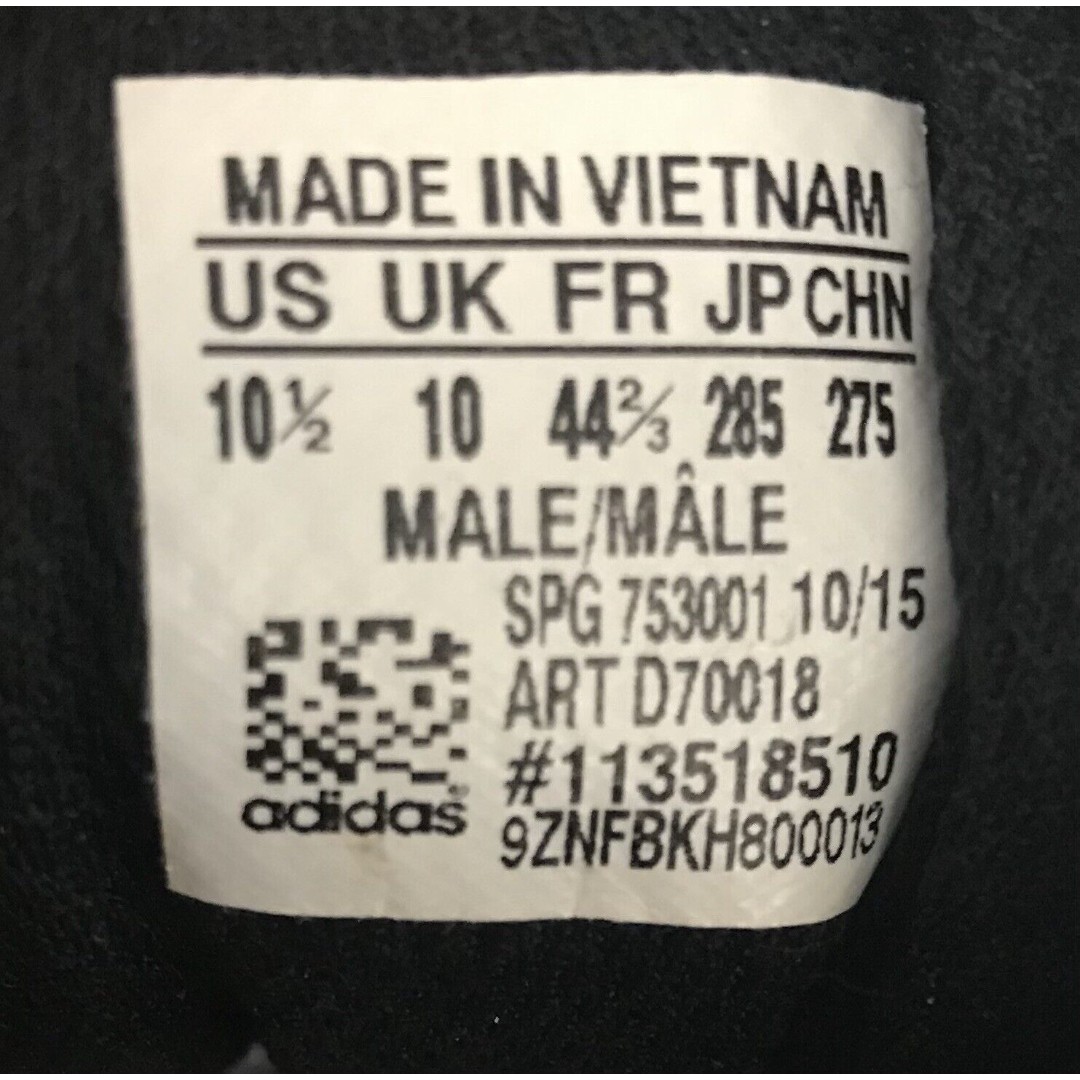 MADE IN VIETNAM
US UK FR JP CHN
10½ 10 44⅔ 285 275
MALE/MÂLE
SPG 753001 10/15
ART D70018
#113518510
adidas
9ZNFBKH800013